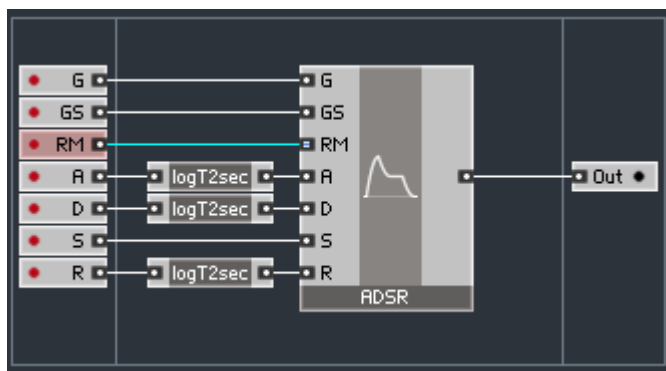 G G
GS GS
RM RM
A logT2sec A Out
D logT2sec D
S S
R logT2sec R
ADSR